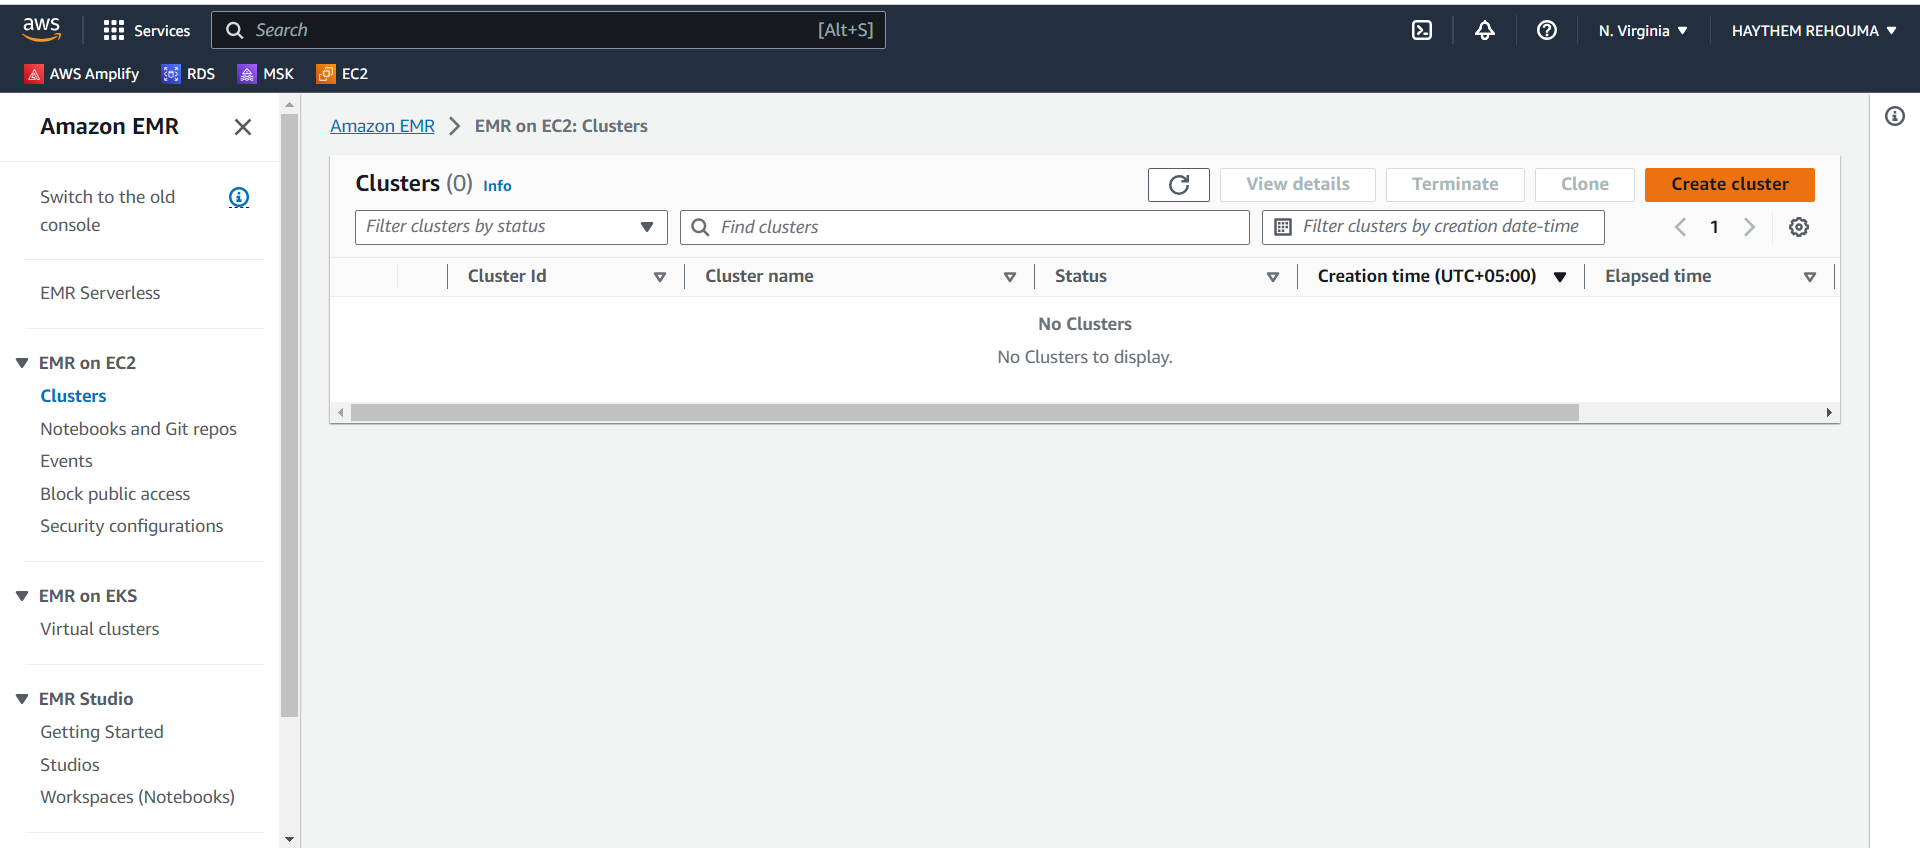 aws Services Search [Alt+S] N. Virginia HAYTHEM REHOUMA
AWS Amplify RDS MSK EC2
Amazon EMR
Switch to the old
console
EMR Serverless
EMR on EC2
Clusters
Notebooks and Git repos
Events
Block public access
Security configurations
EMR on EKS
Virtual clusters
EMR Studio
Getting Started
Studios
Workspaces (Notebooks)
Amazon EMR EMR on EC2: Clusters
Clusters (0) Info View details Terminate Clone Create cluster
Filter clusters by status Find clusters Filter clusters by creation date-time 1
Cluster Id Cluster name Status Creation time (UTC+05:00) Elapsed time
No Clusters
No Clusters to display.